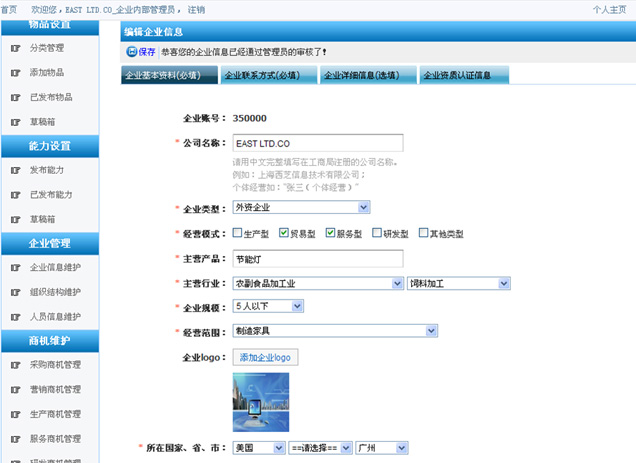 首页 欢迎您，EAST LTD.CO_企业内部管理员， 注销 个人主页
物品设置
分类管理
添加物品
已发布物品
草稿箱
能力设置
发布能力
已发布能力
草稿箱
企业管理
企业信息维护
组织结构维护
人员信息维护
商机维护
采购商机管理
营销商机管理
生产商机管理
服务商机管理
研发商机管理
编辑企业信息
保存 恭喜您的企业信息已经通过管理员的审核了！
企业基本资料(必填) 企业联系方式(必填) 企业详细信息(选填) 企业资质认证信息
企业账号： 350000
* 公司名称： EAST LTD.CO
请用中文完整填写在工商局注册的公司名称。
例如：上海西芝信息技术有限公司；
个体经营如："张三（个体经营）"
* 企业类型： 外资企业
* 经营模式： 生产型 贸易型 服务型 研发型 其他类型
* 主营产品： 节能灯
* 主营行业： 农副食品加工业 饲料加工
* 企业规模： 5人以下
* 经营范围： 制造家具
企业logo： 添加企业logo
* 所在国家、省、市： 美国 ==请选择== 广州